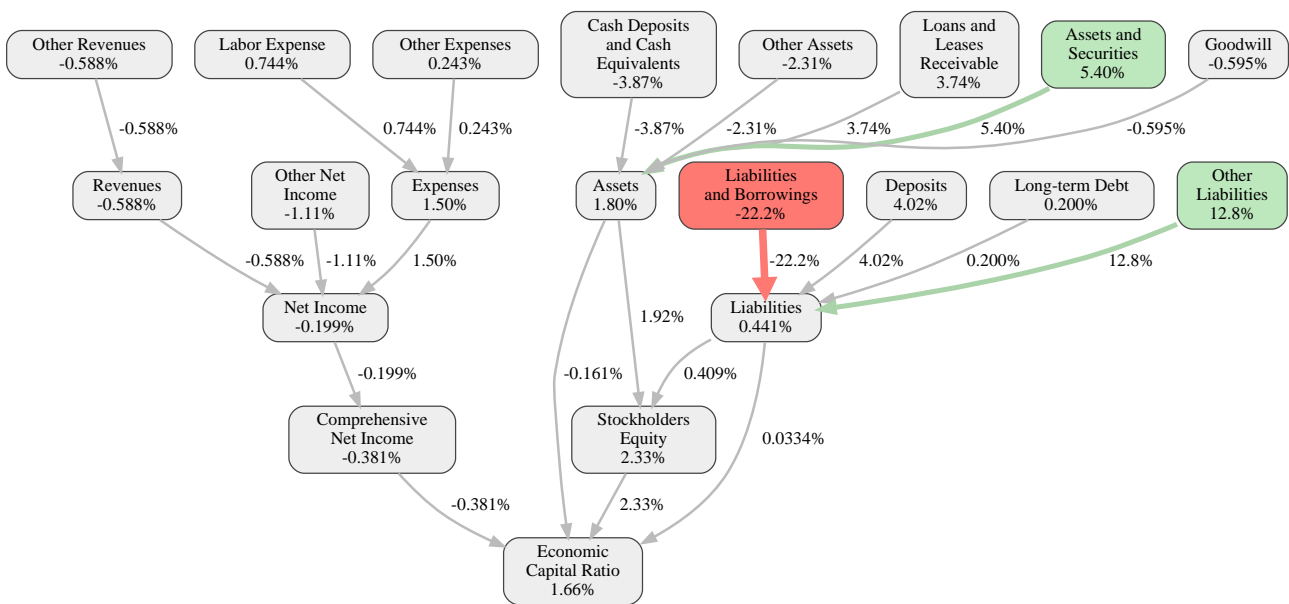 Other Revenues
-0.588%
Labor Expense
0.744%
Other Expenses
0.243%
Cash Deposits
and Cash
Equivalents
-3.87%
Other Assets
-2.31%
Loans and
Leases
Receivable
3.74%
Assets and
Securities
5.40%
Goodwill
-0.595%
-0.588%
0.744%
0.243%
-3.87%
-2.31%
3.74%
5.40%
-0.595%
Revenues
-0.588%
Other Net
Income
-1.11%
Expenses
1.50%
Assets
1.80%
Liabilities
and Borrowings
-22.2%
Deposits
4.02%
Long-term Debt
0.200%
Other
Liabilities
12.8%
-0.588%
-1.11%
1.50%
-22.2%
4.02%
0.200%
12.8%
Net Income
-0.199%
1.92%
Liabilities
0.441%
-0.199%
-0.161%
0.409%
Comprehensive
Net Income
-0.381%
Stockholders
Equity
2.33%
0.0334%
-0.381%
2.33%
Economic
Capital Ratio
1.66%